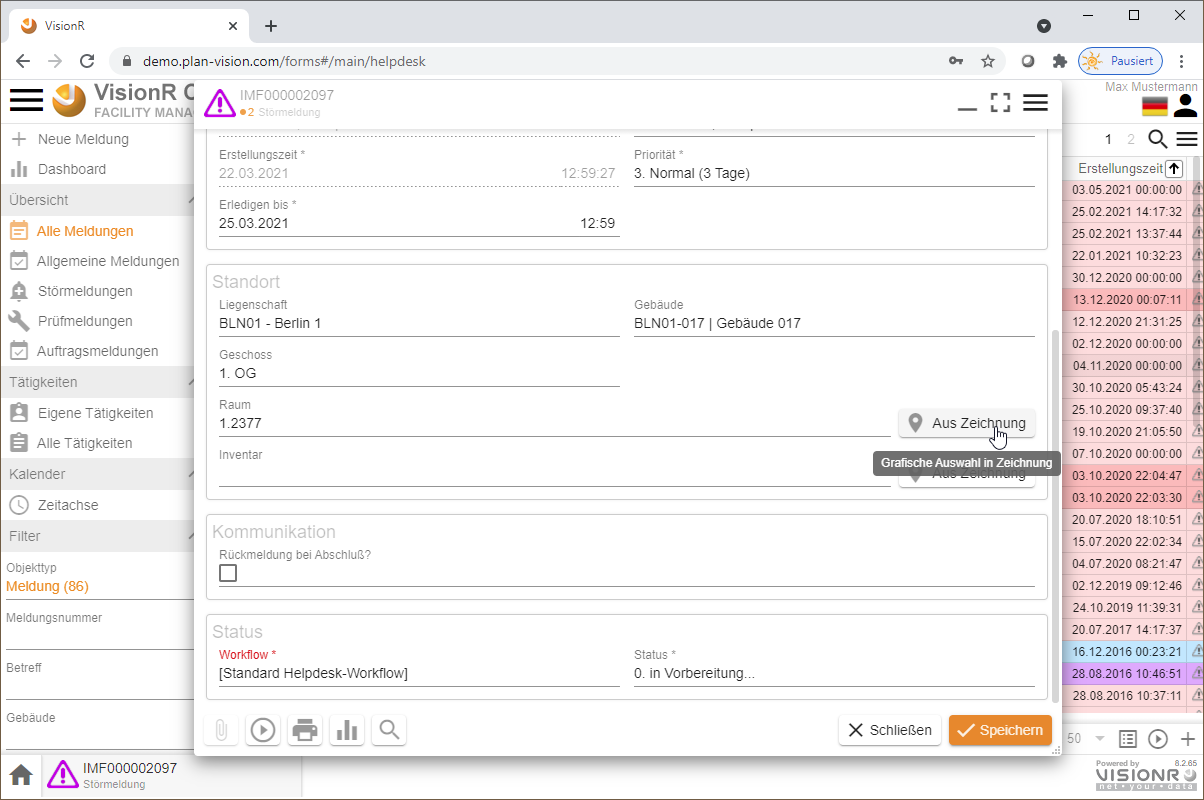 VisionR
demo.plan-vision.com/forms#/main/helpdesk
Pausiert
VisionR C
FACILITY MANA
Max Mustermann
Neue Meldung
Dashboard
Übersicht
Alle Meldungen
Allgemeine Meldungen
Störmeldungen
Prüfmeldungen
Auftragsmeldungen
Tätigkeiten
Eigene Tätigkeiten
Alle Tätigkeiten
Kalender
Zeitachse
Filter
Objekttyp
Meldung (86)
Meldungsnummer
Betreff
Gebäude
IMF000002097
2 Störmeldung
Erstellungszeit *
22.03.2021 12:59:27
Priorität *
3. Normal (3 Tage)
Erledigen bis *
25.03.2021 12:59
Standort
Liegenschaft
BLN01 - Berlin 1
Gebäude
BLN01-017 | Gebäude 017
Geschoss
1. OG
Raum
1.2377
Aus Zeichnung
Grafische Auswahl in Zeichnung
Inventar
Aus Zeichnung
Kommunikation
Rückmeldung bei Abschluß?
Status
Workflow *
[Standard Helpdesk-Workflow]
Status *
0. in Vorbereitung...
Schließen
Speichern
1 2
Erstellungszeit
03.05.2021 00:00:00
25.02.2021 14:17:32
25.02.2021 13:37:44
22.01.2021 10:32:23
30.12.2020 00:00:00
13.12.2020 00:07:11
12.12.2020 21:31:25
02.12.2020 00:00:00
04.11.2020 00:00:00
30.10.2020 05:43:24
25.10.2020 09:37:40
19.10.2020 21:05:50
07.10.2020 00:00:00
03.10.2020 22:04:47
03.10.2020 22:03:30
20.07.2020 18:10:51
15.07.2020 22:02:34
04.07.2020 08:21:47
02.12.2019 09:12:46
24.10.2019 11:39:31
20.07.2017 14:17:37
16.12.2016 00:23:21
28.08.2016 10:46:51
28.08.2016 10:37:11
50
IMF000002097
Störmeldung
Powered by 8.2.65
VISIONR
net • your • data